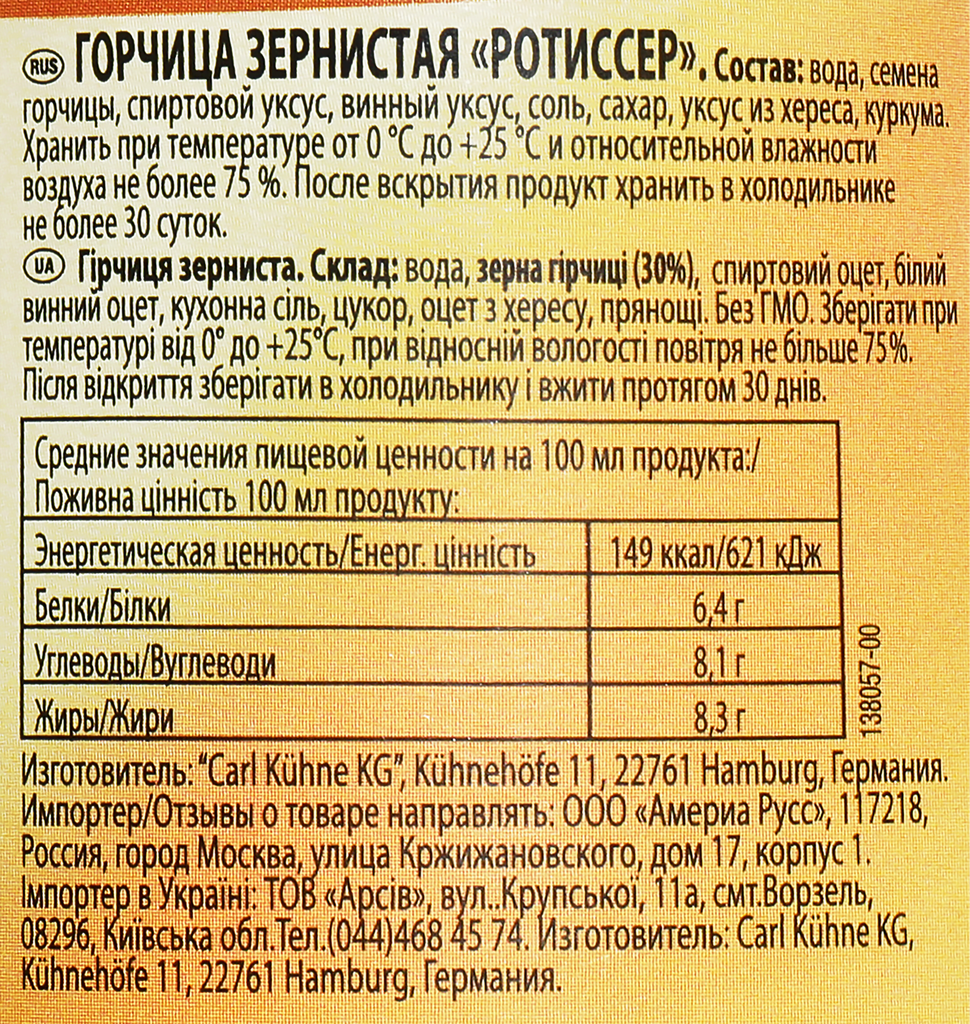 RUS ГОРЧИЦА ЗЕРНИСТАЯ «РОТИССЕР». Состав: вода, семена
горчицы, спиртовой уксус, винный уксус, соль, сахар, уксус из хереса, куркума.
Хранить при температуре от 0 °С до +25 °С и относительной влажности
воздуха не более 75 %. После вскрытия продукт хранить в холодильнике
не более 30 суток.
UA Гірчиця зерниста. Склад: вода, зерна гірчиці (30%), спиртовий оцет, білий
винний оцет, кухонна сіль, цукор, оцет з хересу, прянощі. Без ГМО. Зберігати при
температурі від 0° до +25°С, при відносній вологості повітря не більше 75%.
Після відкриття зберігати в холодильнику і вжити протягом 30 днів.
Средние значения пищевой ценности на 100 мл продукта:/
Поживна цінність 100 мл продукту:
Энергетическая ценность/Енерг. цінність 149 ккал/621 кДж
Белки/Білки 6,4 г
Углеводы/Вуглеводи 8,1 г
Жиры/Жири 8,3 г
138057-00
Изготовитель: "Carl Kühne KG", Kühnehöfe 11, 22761 Hamburg, Германия.
Импортер/Отзывы о товаре направлять: ООО «Америа Русс», 117218,
Россия, город Москва, улица Кржижановского, дом 17, корпус 1.
Імпортер в Україні: ТОВ «Арсів», вул..Крупської, 11а, смт.Ворзель,
08296, Київська обл.Тел.(044)468 45 74. Изготовитель: Carl Kühne KG,
Kühnehöfe 11, 22761 Hamburg, Германия.